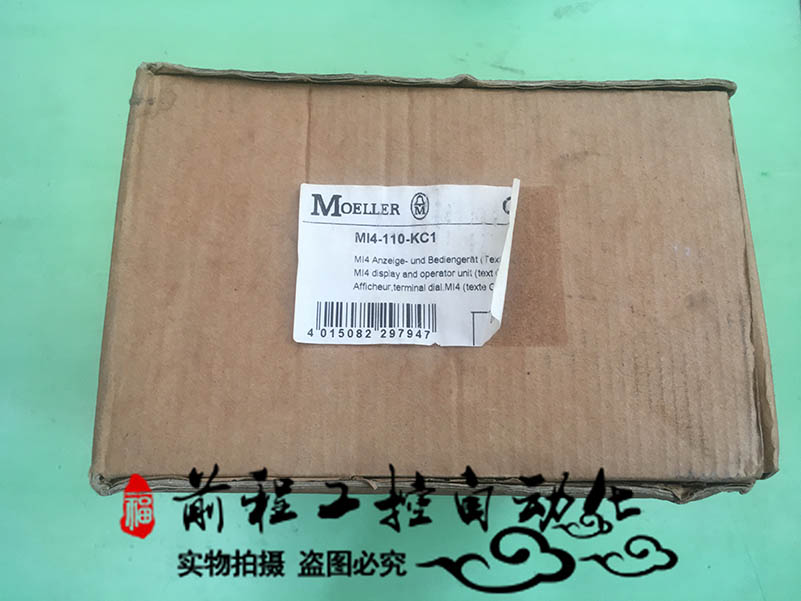 MOELLER
MI4-110-KC1
MI4 Anzeige- und Bediengerät (Tex
MI4 display and operator unit (text
Afficheur,terminal dial,MI4 (texte
4 015082 297947
福
前程工控自动化
实物拍摄 盗图必究